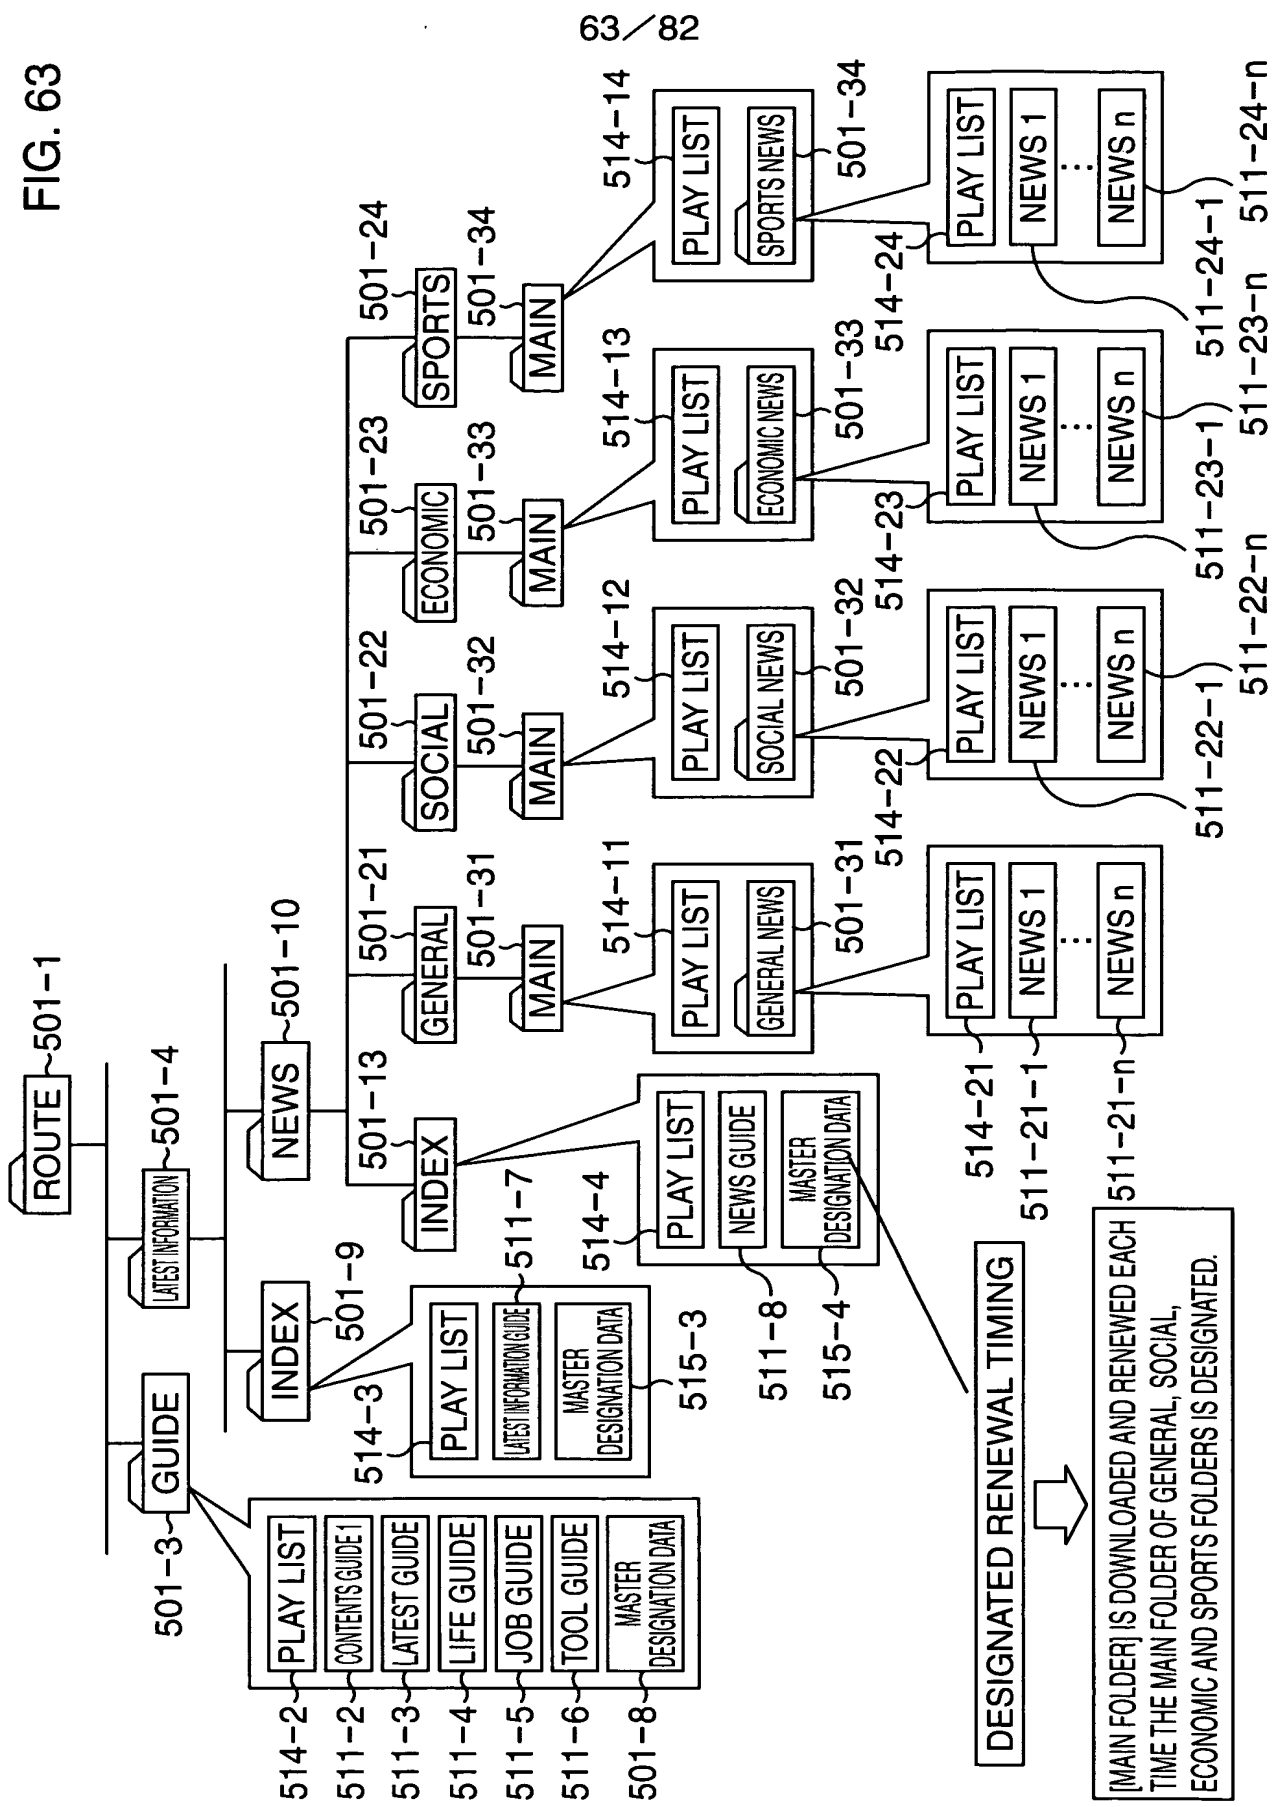 63/82
FIG. 63
ROUTE
501-1
GUIDE
501-3
LATEST INFORMATION
501-4
INDEX
501-9
NEWS
501-10
INDEX
501-13
GENERAL
501-21
SOCIAL
501-22
ECONOMIC
501-23
SPORTS
501-24
MAIN
501-31
MAIN
501-32
MAIN
501-33
MAIN
501-34
514-2
PLAY LIST
511-2
CONTENTS GUIDE1
511-3
LATEST GUIDE
511-4
LIFE GUIDE
511-5
JOB GUIDE
511-6
TOOL GUIDE
501-8
MASTER
DESIGNATION DATA
514-3
PLAY LIST
LATEST INFORMATION GUIDE
511-7
MASTER
DESIGNATION DATA
515-3
514-4
PLAY LIST
511-8
NEWS GUIDE
515-4
MASTER
DESIGNATION DATA
514-11
PLAY LIST
GENERAL NEWS
501-31
514-12
PLAY LIST
SOCIAL NEWS
501-32
514-13
PLAY LIST
ECONOMIC NEWS
501-33
514-14
PLAY LIST
SPORTS NEWS
501-34
514-21
PLAY LIST
511-21-1
NEWS 1
...
511-21-n
NEWS n
514-22
PLAY LIST
NEWS 1
511-22-1
...
NEWS n
511-22-n
514-23
PLAY LIST
NEWS 1
511-23-1
...
NEWS n
511-23-n
514-24
PLAY LIST
NEWS 1
511-24-1
...
NEWS n
511-24-n
DESIGNATED RENEWAL TIMING
[MAIN FOLDER] IS DOWNLOADED AND RENEWED EACH
TIME THE MAIN FOLDER OF GENERAL, SOCIAL,
ECONOMIC AND SPORTS FOLDERS IS DESIGNATED.